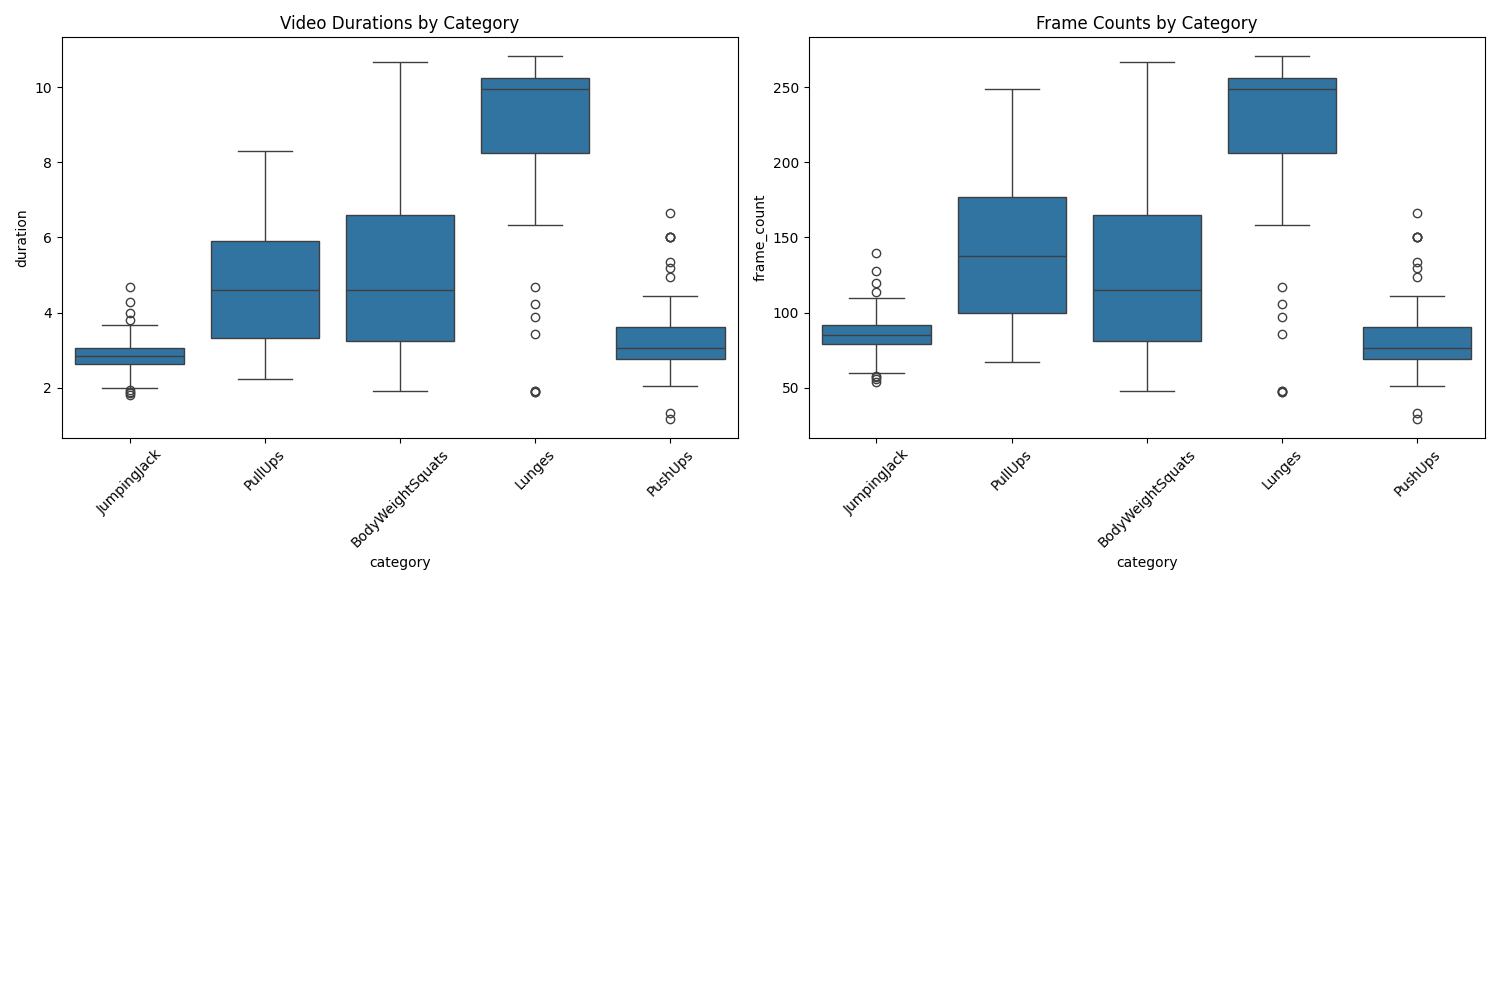 Video Durations by Category
duration
10
8
6
4
2
JumpingJack
PullUps
BodyWeightSquats
Lunges
PushUps
category
Frame Counts by Category
frame_count
250
200
150
100
50
JumpingJack
PullUps
BodyWeightSquats
Lunges
PushUps
category